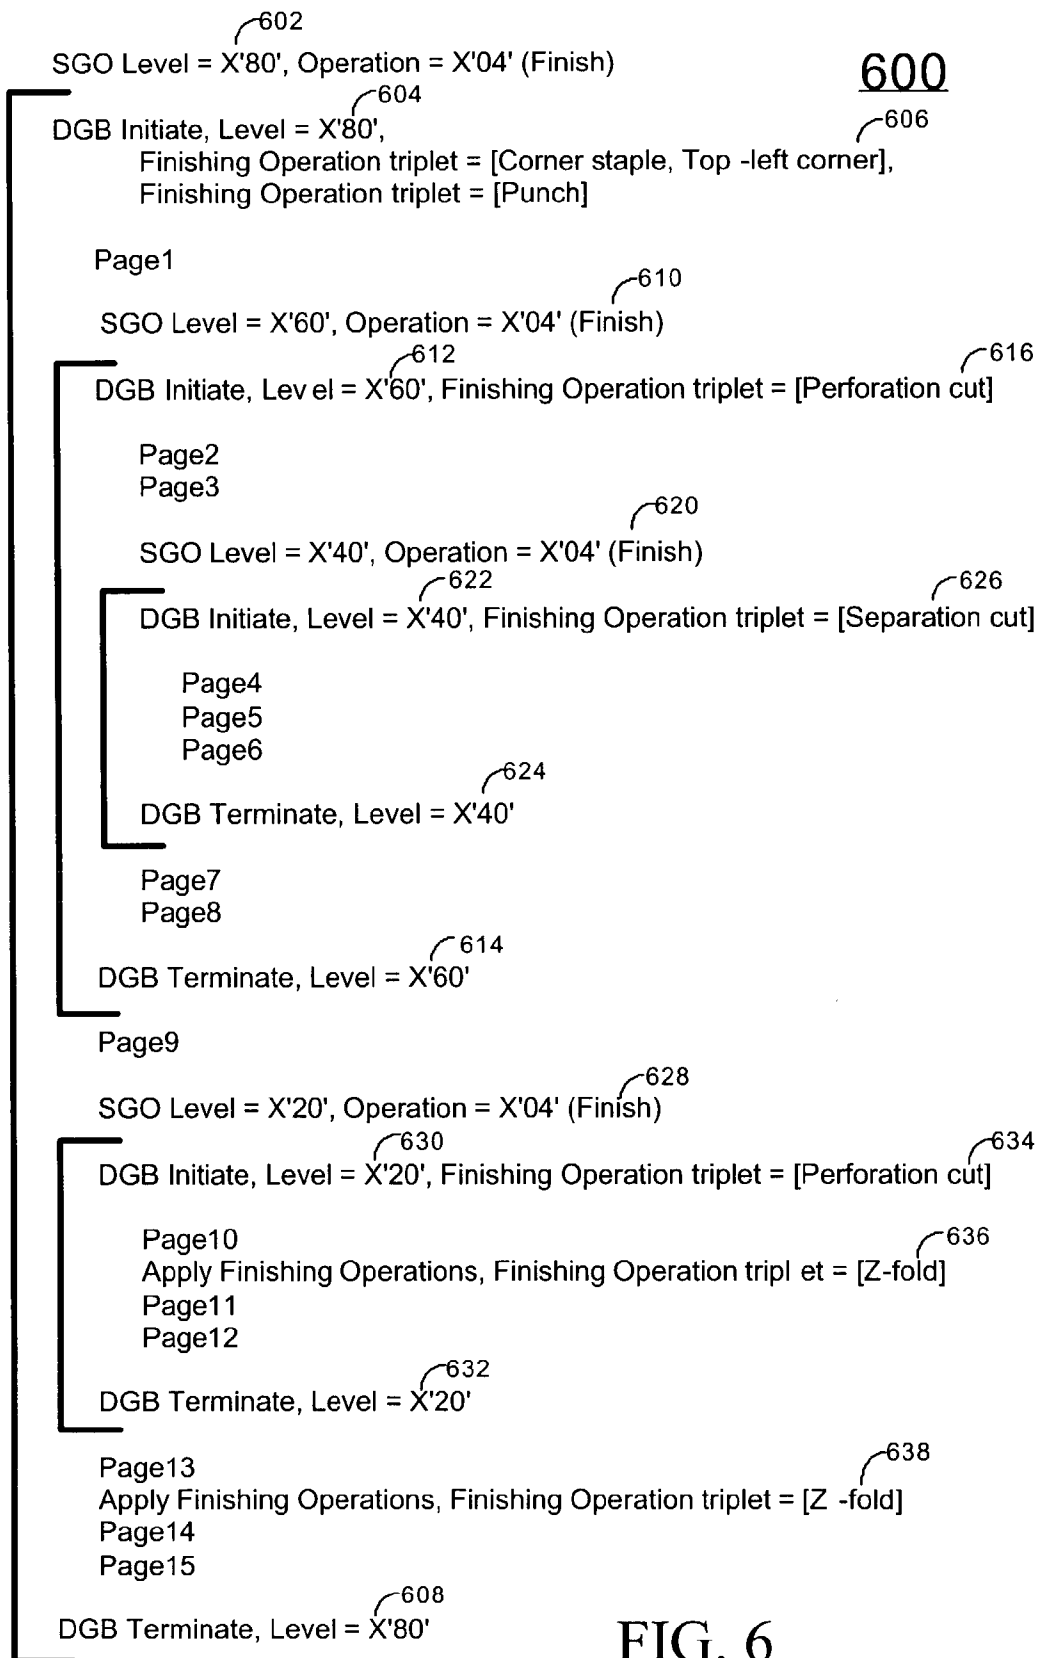 602
SGO Level = X'80', Operation = X'04' (Finish)
600
604
DGB Initiate, Level = X'80',
606
Finishing Operation triplet = [Corner staple, Top -left corner],
Finishing Operation triplet = [Punch]
Page1
610
SGO Level = X'60', Operation = X'04' (Finish)
612
616
DGB Initiate, Lev el = X'60', Finishing Operation triplet = [Perforation cut]
Page2
Page3
620
SGO Level = X'40', Operation = X'04' (Finish)
622
626
DGB Initiate, Level = X'40', Finishing Operation triplet = [Separation cut]
Page4
Page5
Page6
624
DGB Terminate, Level = X'40'
Page7
Page8
614
DGB Terminate, Level = X'60'
Page9
628
SGO Level = X'20', Operation = X'04' (Finish)
630
634
DGB Initiate, Level = X'20', Finishing Operation triplet = [Perforation cut]
Page10
636
Apply Finishing Operations, Finishing Operation tripl et = [Z-fold]
Page11
Page12
632
DGB Terminate, Level = X'20'
Page13
638
Apply Finishing Operations, Finishing Operation triplet = [Z -fold]
Page14
Page15
608
DGB Terminate, Level = X'80'
FIG. 6